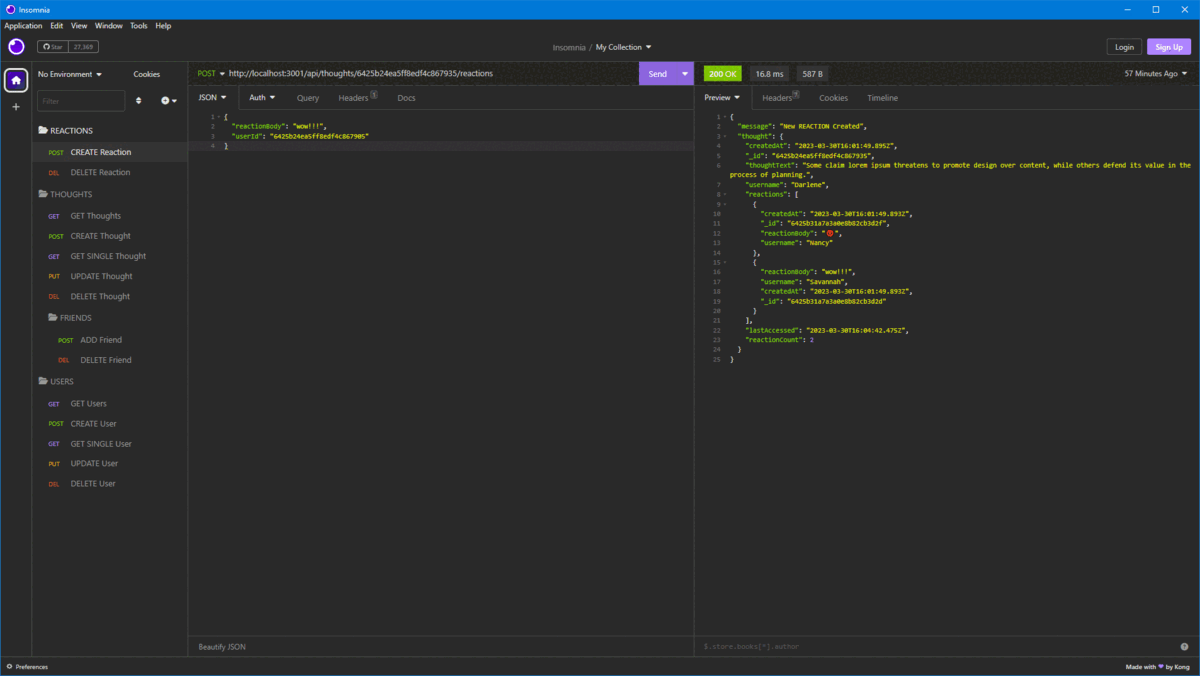 Insomnia
Application Edit View Window Tools Help
Star 27,369
Insomnia / My Collection
Login Sign Up
No Environment Cookies
POST http://localhost:3001/api/thoughts/6425b24ea5ff8edf4c867935/reactions
Send
200 OK 16.8 ms 587 B
57 Minutes Ago
Filter
JSON Auth Query Headers 1 Docs
Preview Headers Cookies Timeline
REACTIONS
POST CREATE Reaction
DEL DELETE Reaction
THOUGHTS
GET GET Thoughts
POST CREATE Thought
GET GET SINGLE Thought
PUT UPDATE Thought
DEL DELETE Thought
FRIENDS
POST ADD Friend
DEL DELETE Friend
USERS
GET GET Users
POST CREATE User
GET GET SINGLE User
PUT UPDATE User
DEL DELETE User
1 {
2 "reactionBody": "wow!!!",
3 "userId": "6425b24ea5ff8edf4c867905"
4 }
1 {
2 "message": "New REACTION Created",
3 "thought": {
4 "createdAt": "2023-03-30T16:01:49.895Z",
5 "_id": "6425b24ea5ff8edf4c867935",
6 "thoughtText": "Some claim lorem ipsum threatens to promote design over content, while others defend its value in the
process of planning.",
7 "username": "Darlene",
8 "reactions": [
9 {
10 "createdAt": "2023-03-30T16:01:49.893Z",
11 "_id": "6425b31a7a3a0e8b82cb3d2f",
12 "reactionBody": "😡",
13 "username": "Nancy"
14 },
15 {
16 "reactionBody": "wow!!!",
17 "username": "Savannah",
18 "createdAt": "2023-03-30T16:01:49.893Z",
19 "_id": "6425b31a7a3a0e8b82cb3d2d"
20 }
21 ],
22 "lastAccessed": "2023-03-30T16:04:42.475Z",
23 "reactionCount": 2
24 }
25 }
Beautify JSON
$.store.books[*].author
Preferences
Made with ♥ by Kong